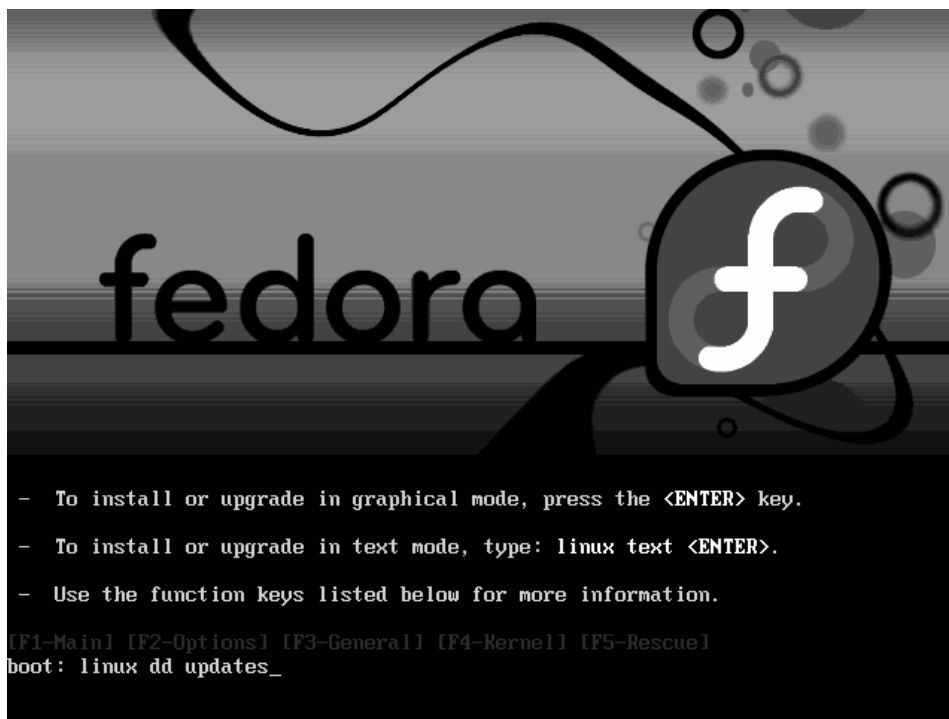 fedora
-  To install or upgrade in graphical mode, press the <ENTER> key.
-  To install or upgrade in text mode, type: linux text <ENTER>.
-  Use the function keys listed below for more information.
[F1-Main] [F2-Options] [F3-General] [F4-Kernel] [F5-Rescue]
boot: linux dd updates_